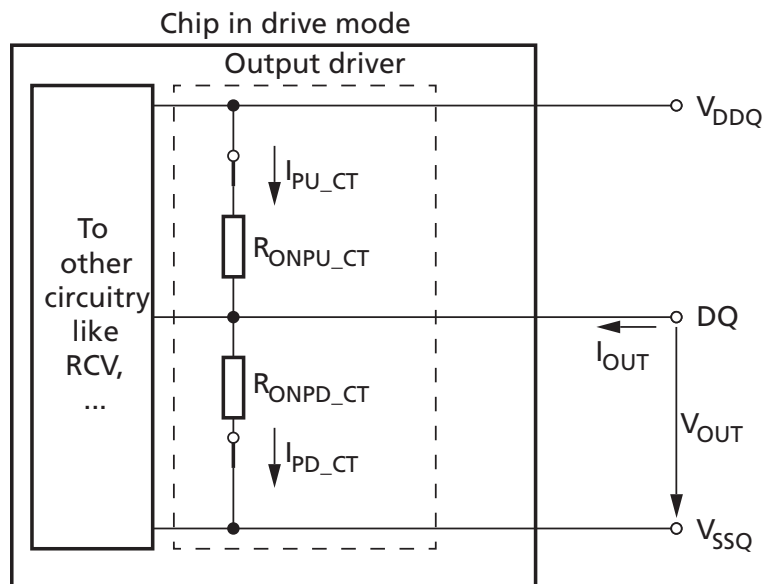 Chip in drive mode
Output driver
V_DDQ
I_PU_CT
To
other
circuitry
like
RCV,
...
R_ONPU_CT
DQ
I_OUT
R_ONPD_CT
V_OUT
I_PD_CT
V_SSQ